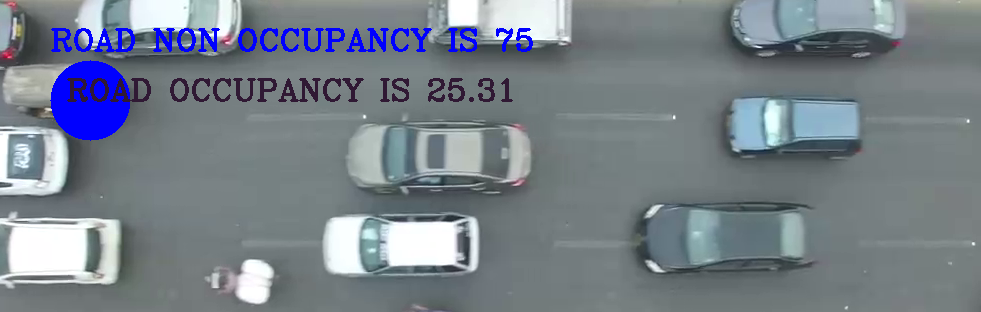 ROAD NON OCCUPANCY IS 75
ROAD OCCUPANCY IS 25.31